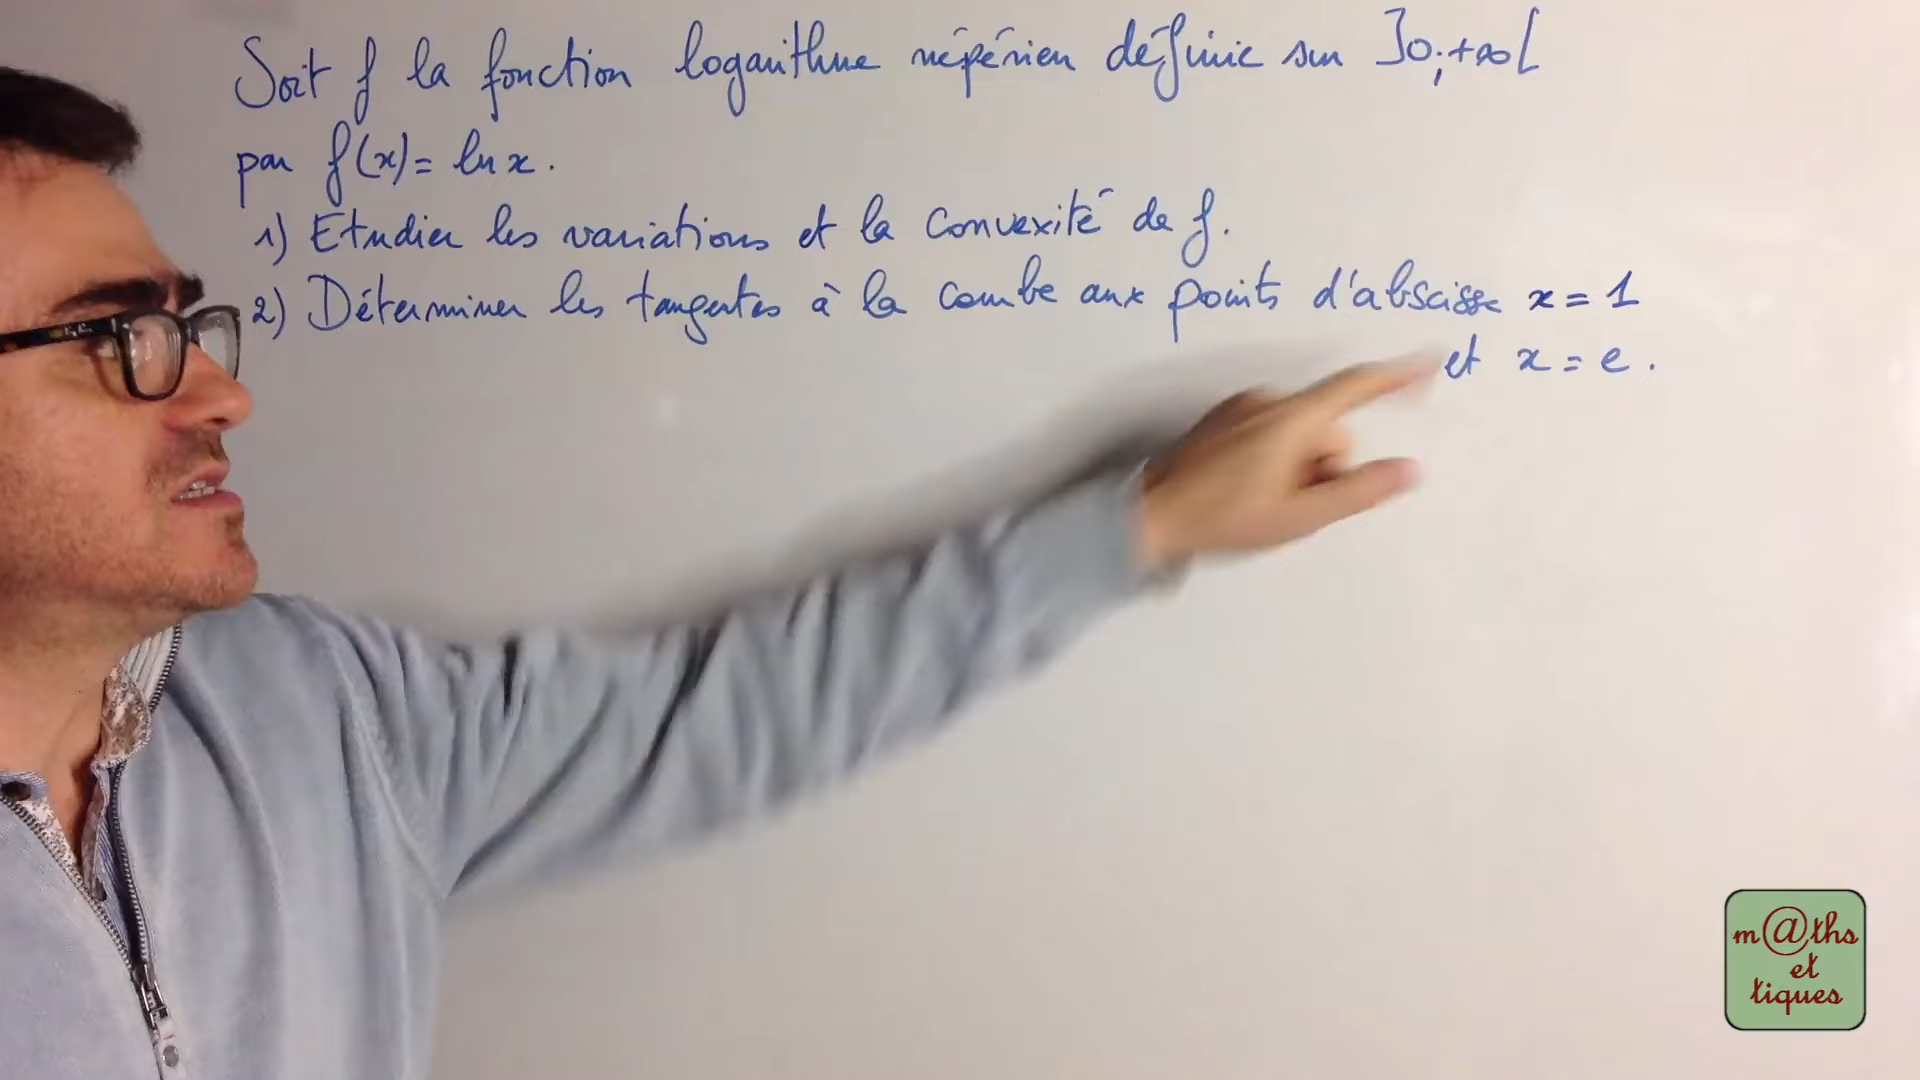 Soit f la fonction logarithme népérien définie sur ]0;+∞[
par f(x) = ln x.
1) Etudier les variations et la convexité de f.
2) Déterminer les tangentes à la courbe aux points d'abscisse x = 1
et x = e.
m@ths
et
tiques